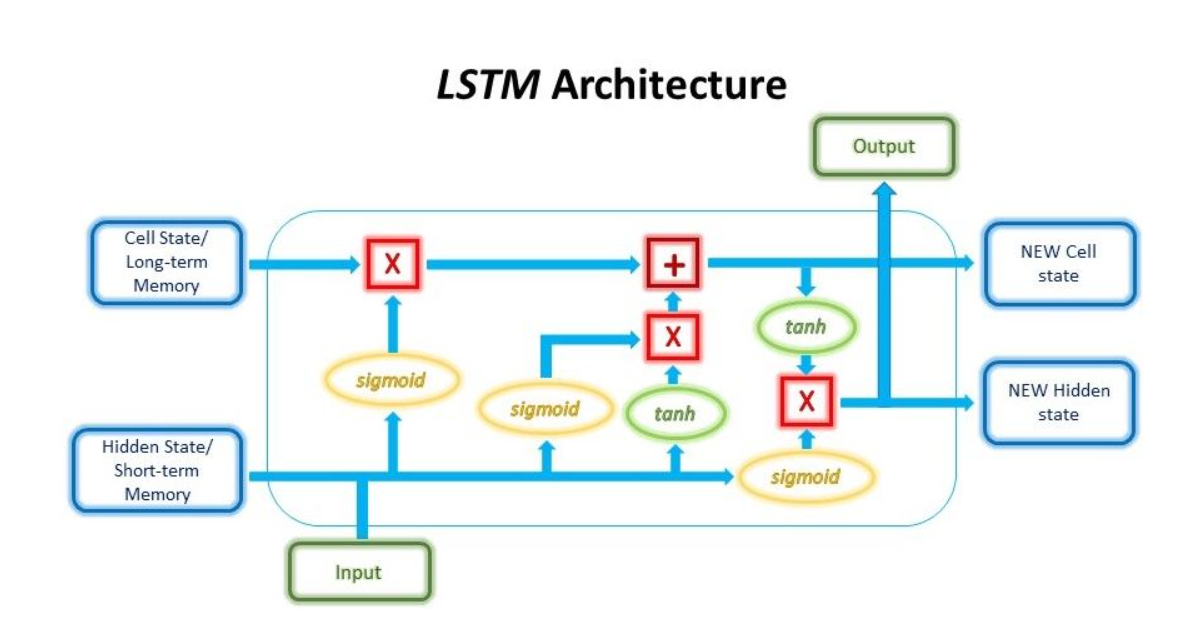 LSTM Architecture
Output
Cell State/
Long-term
Memory
X
+
NEW Cell
state
tanh
X
sigmoid
sigmoid
tanh
X
NEW Hidden
state
Hidden State/
Short-term
Memory
sigmoid
Input